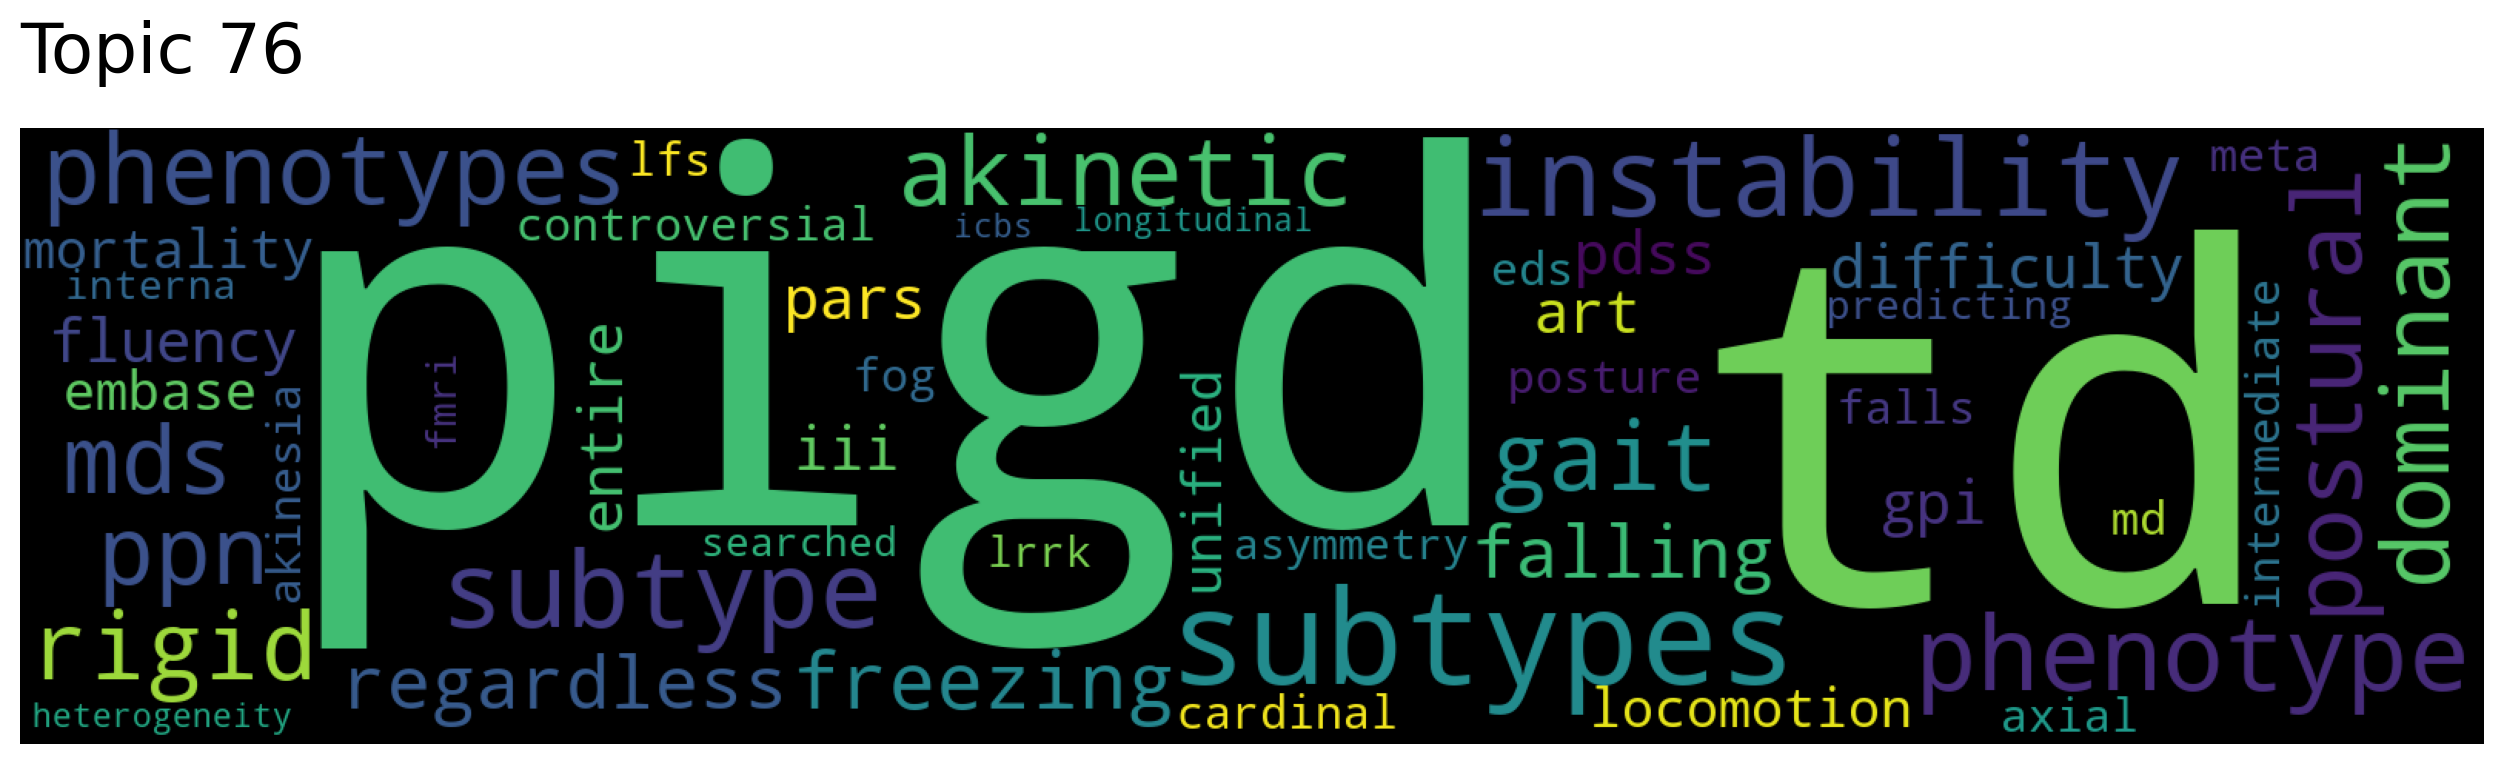 Topic 76
phenotypes
lfs
akinetic
instability
meta
controversial
icbs
longitudinal
mortality
interna
pigd
td
pars
eds
pdss
difficulty
art
predicting
postural
dominant
fluency
fmri
entire
fog
posture
falls
intermediate
embase
akinesia
mds
iii
unified
gait
gpi
md
ppn
searched
lrrk
asymmetry
falling
subtype
subtypes
rigid
regardless
freezing
phenotype
heterogeneity
cardinal
locomotion
axial